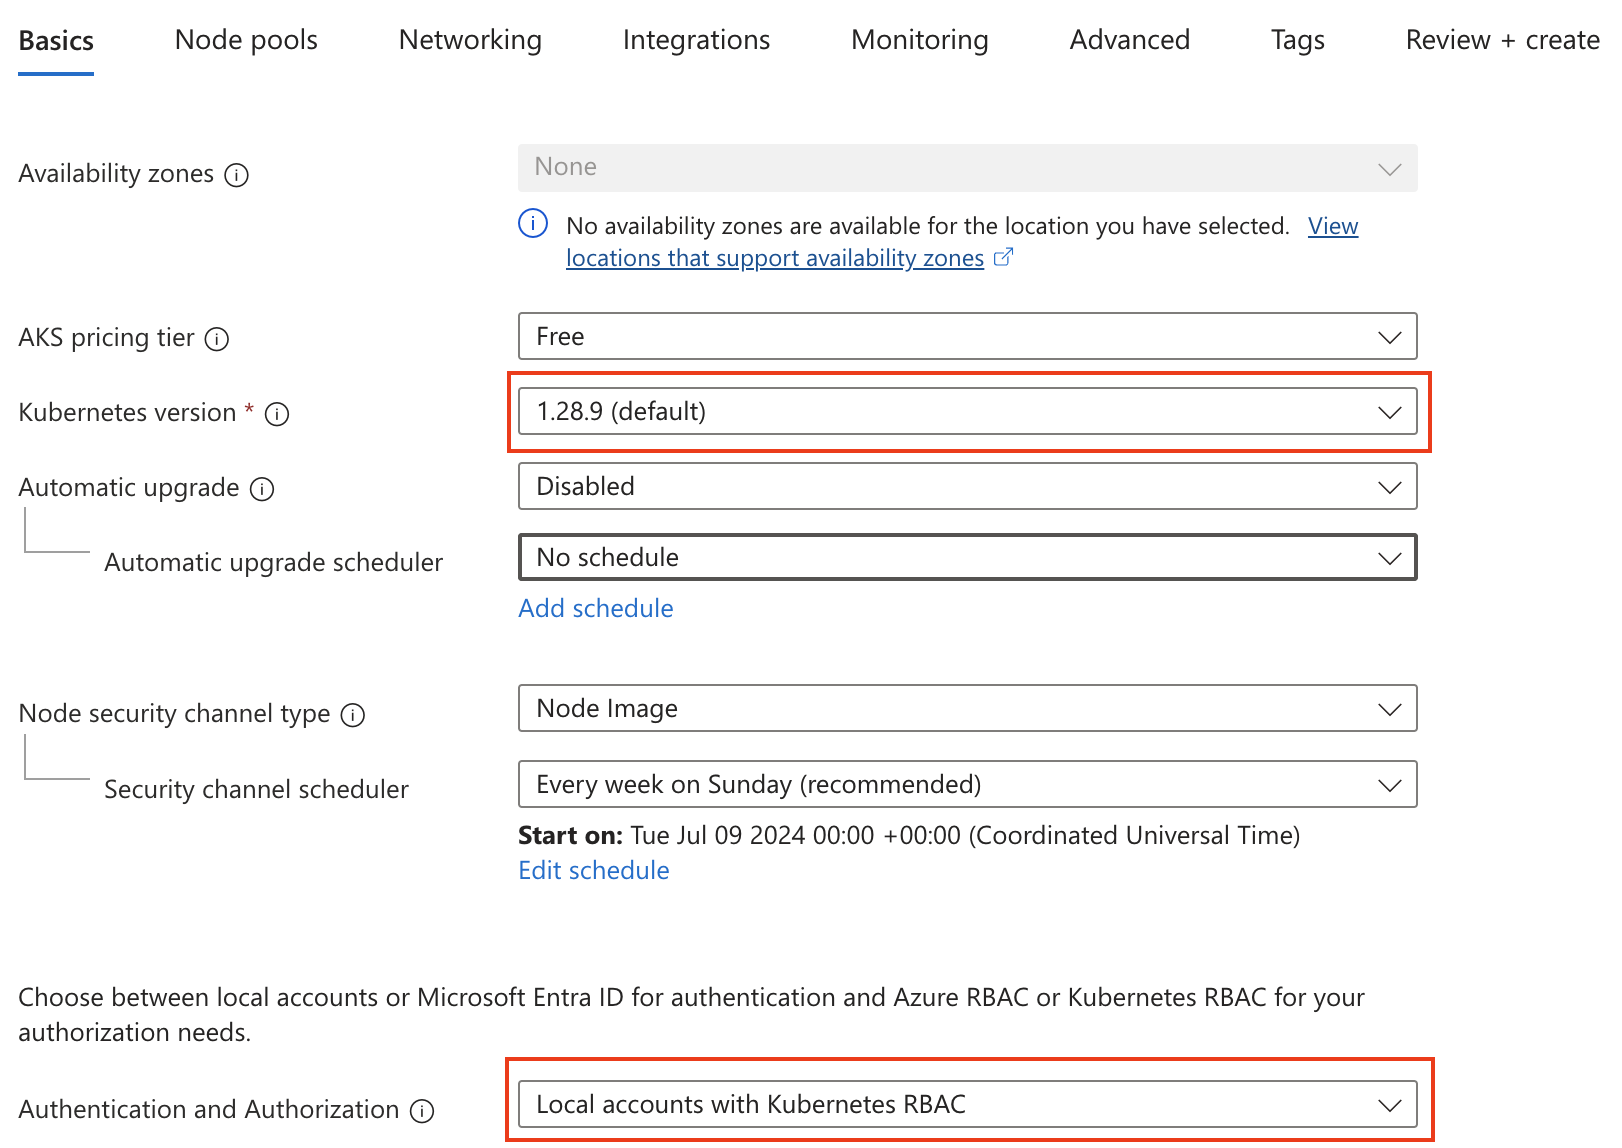 Basics Node pools Networking Integrations Monitoring Advanced Tags Review + create
Availability zones None
No availability zones are available for the location you have selected. View
locations that support availability zones
AKS pricing tier Free
Kubernetes version * 1.28.9 (default)
Automatic upgrade Disabled
Automatic upgrade scheduler No schedule
Add schedule
Node security channel type Node Image
Security channel scheduler Every week on Sunday (recommended)
Start on: Tue Jul 09 2024 00:00 +00:00 (Coordinated Universal Time)
Edit schedule
Choose between local accounts or Microsoft Entra ID for authentication and Azure RBAC or Kubernetes RBAC for your
authorization needs.
Authentication and Authorization Local accounts with Kubernetes RBAC